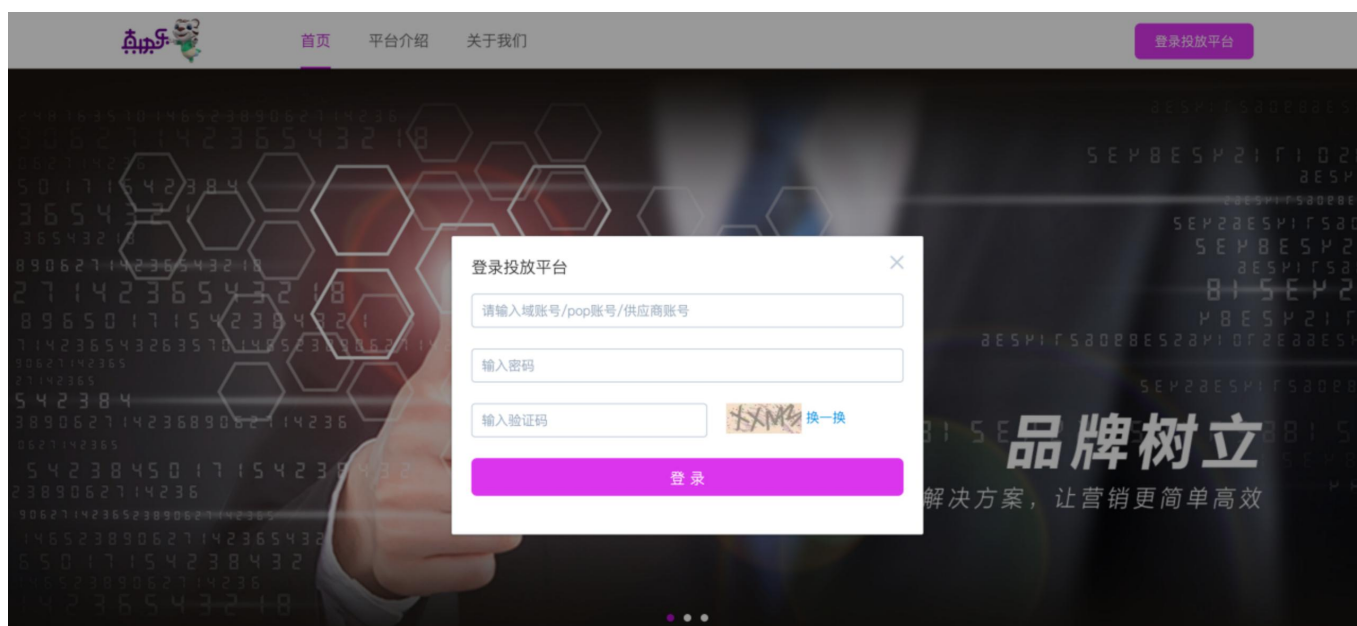 真快乐
首页 平台介绍 关于我们 登录投放平台
登录投放平台
请输入域账号/pop账号/供应商账号
输入密码
输入验证码 换一换
登 录
品牌树立
解决方案，让营销更简单高效